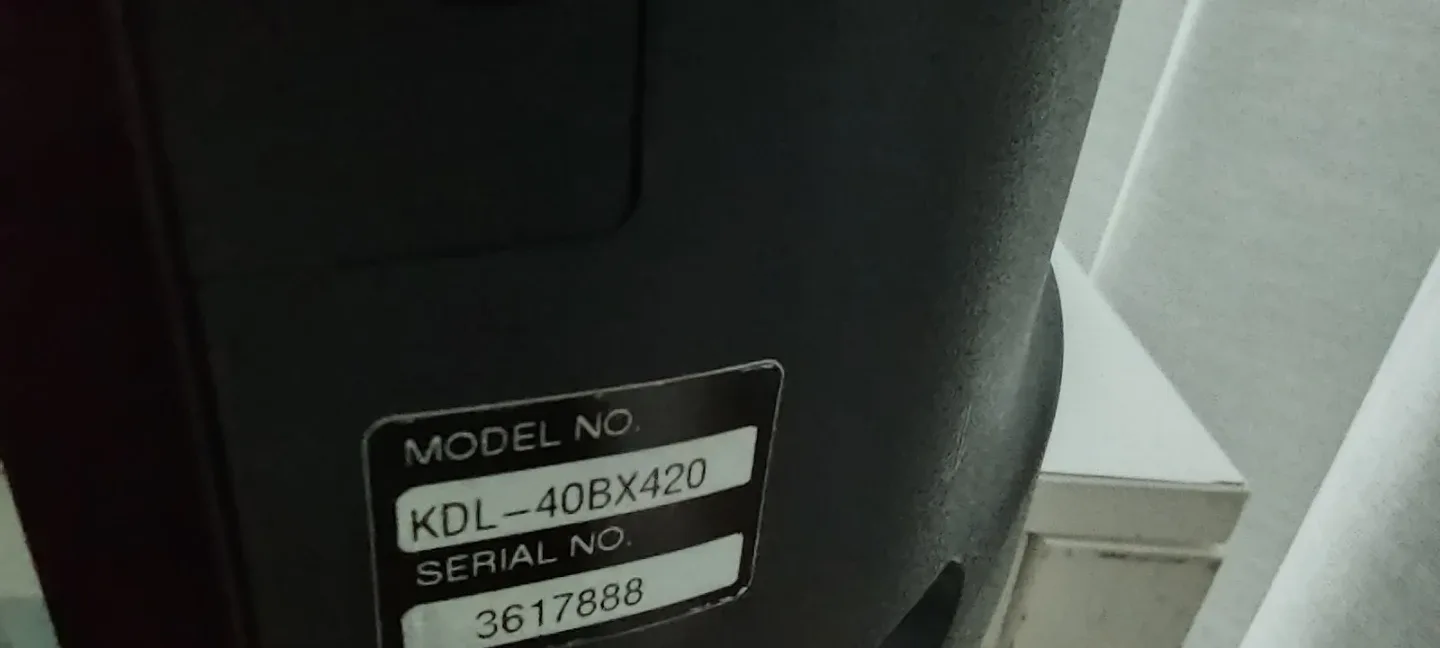 MODEL NO.
KDL-40BX420
SERIAL NO.
3617888